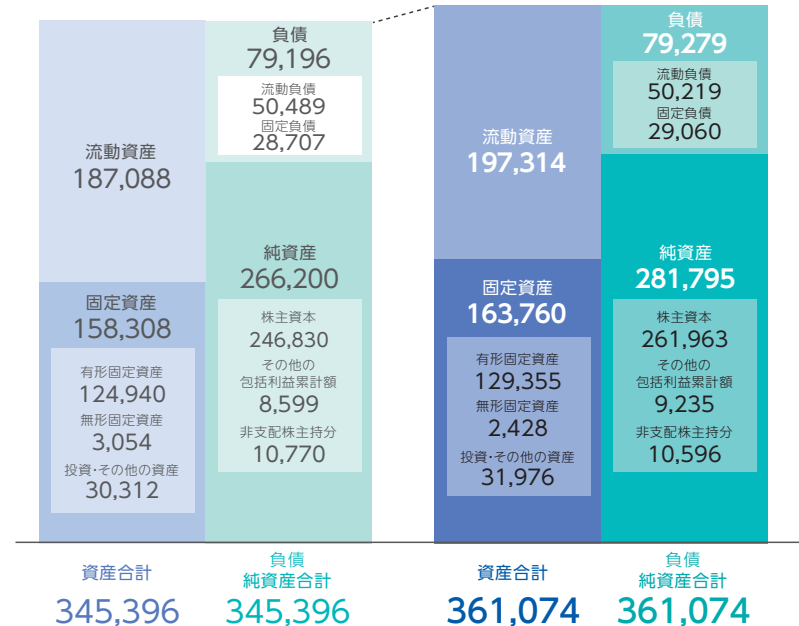 流動資産
187,088
固定資産
158,308
有形固定資産
124,940
無形固定資産
3,054
投資・その他の資産
30,312
資産合計
345,396
負債
79,196
流動負債
50,489
固定負債
28,707
純資産
266,200
株主資本
246,830
その他の
包括利益累計額
8,599
非支配株主持分
10,770
負債
純資産合計
345,396
流動資産
197,314
固定資産
163,760
有形固定資産
129,355
無形固定資産
2,428
投資・その他の資産
31,976
資産合計
361,074
負債
79,279
流動負債
50,219
固定負債
29,060
純資産
281,795
株主資本
261,963
その他の
包括利益累計額
9,235
非支配株主持分
10,596
負債
純資産合計
361,074